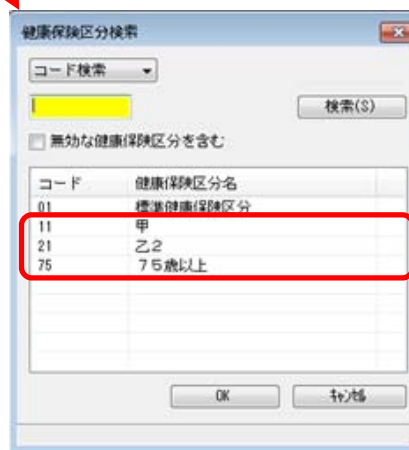 健康保険区分検索
コード検索
検索(S)
無効な健康保険区分を含む
コード 健康保険区分名
01 標準健康保険区分
11 甲
21 乙2
75 75歳以上
OK ｷｬﾝｾﾙ